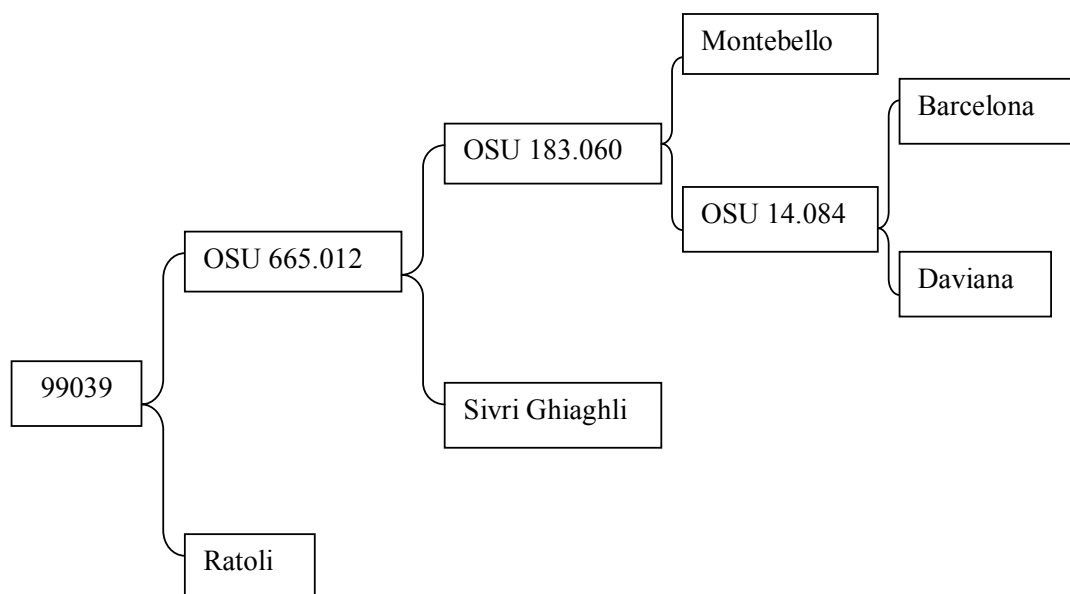 Montebello
Barcelona
OSU 183.060
OSU 14.084
OSU 665.012
Daviana
99039
Sivri Ghiaghli
Ratoli